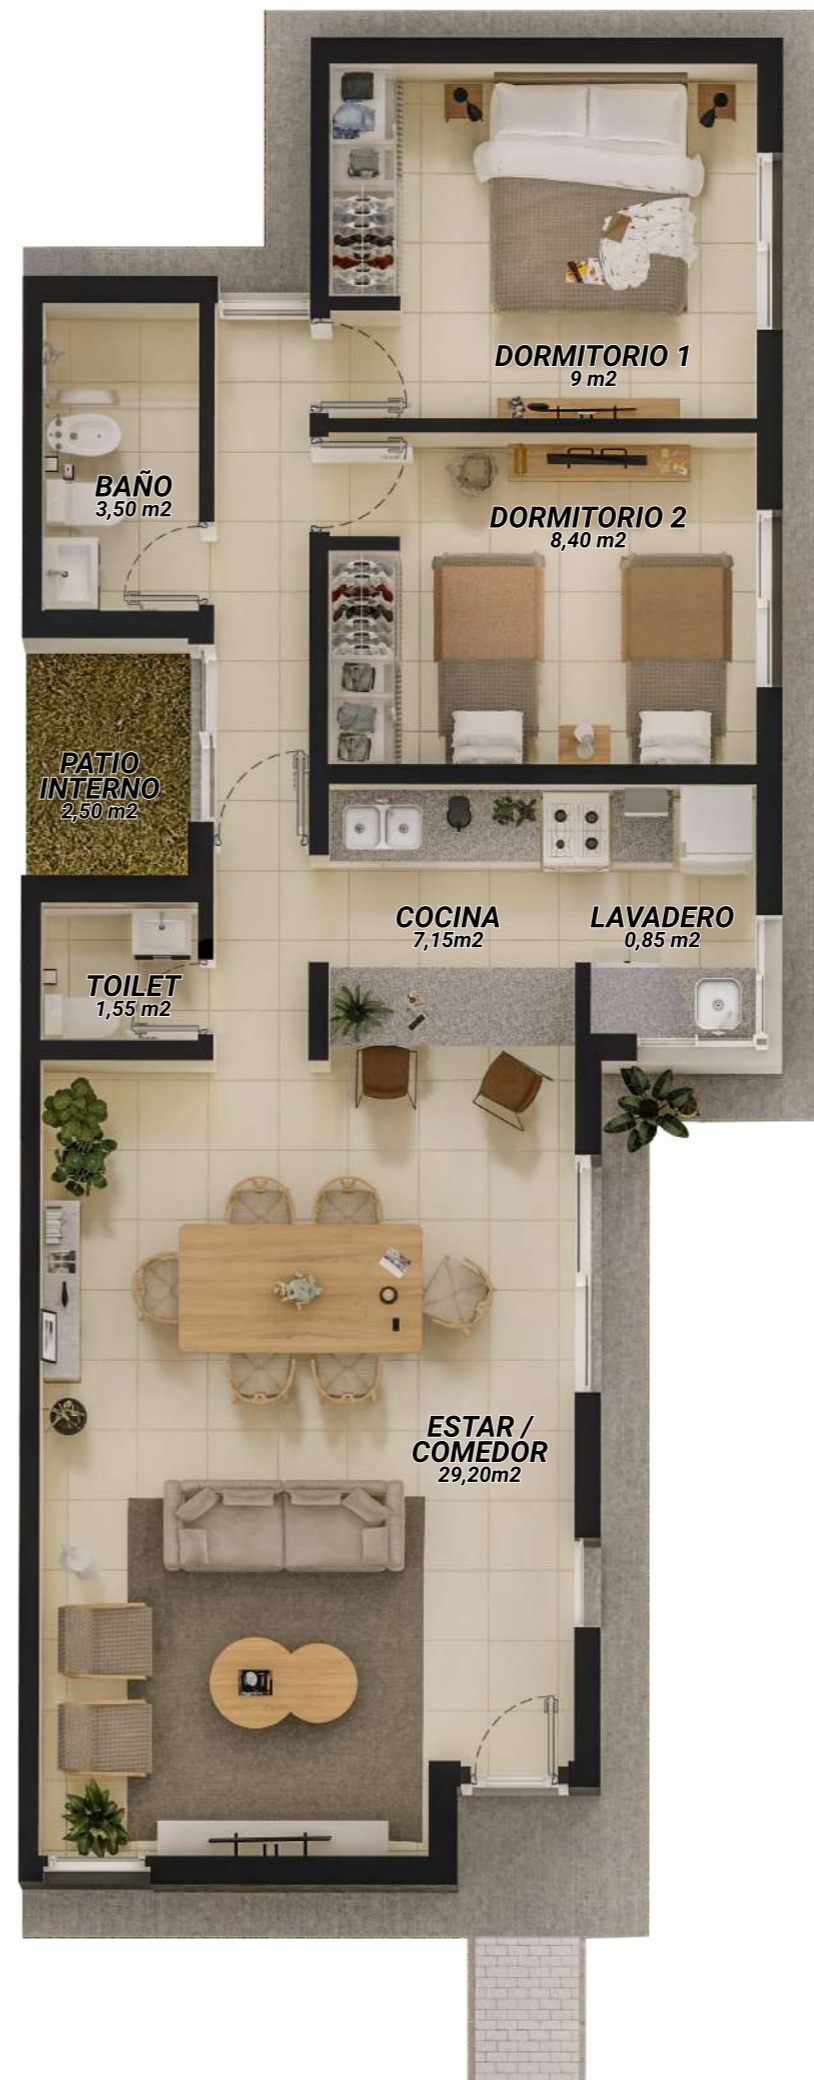 DORMITORIO 1
9 m2
BAÑO
3,50 m2
DORMITORIO 2
8,40 m2
PATIO
INTERNO
2,50 m2
COCINA
7,15m2
LAVADERO
0,85 m2
TOILET
1,55 m2
ESTAR /
COMEDOR
29,20m2